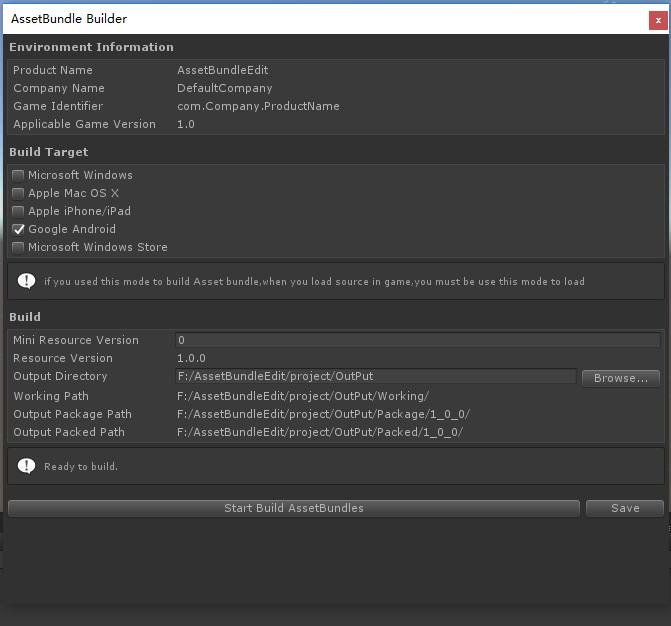 AssetBundle Builder
x
Environment Information
Product Name AssetBundleEdit
Company Name DefaultCompany
Game Identifier com.Company.ProductName
Applicable Game Version 1.0
Build Target
Microsoft Windows
Apple Mac OS X
Apple iPhone/iPad
Google Android
Microsoft Windows Store
if you used this mode to build Asset bundle,when you load source in game,you must be use this mode to load
Build
Mini Resource Version 0
Resource Version 1.0.0
Output Directory F:/AssetBundleEdit/project/OutPut Browse...
Working Path F:/AssetBundleEdit/project/OutPut/Working/
Output Package Path F:/AssetBundleEdit/project/OutPut/Package/1_0_0/
Output Packed Path F:/AssetBundleEdit/project/OutPut/Packed/1_0_0/
Ready to build.
Start Build AssetBundles Save